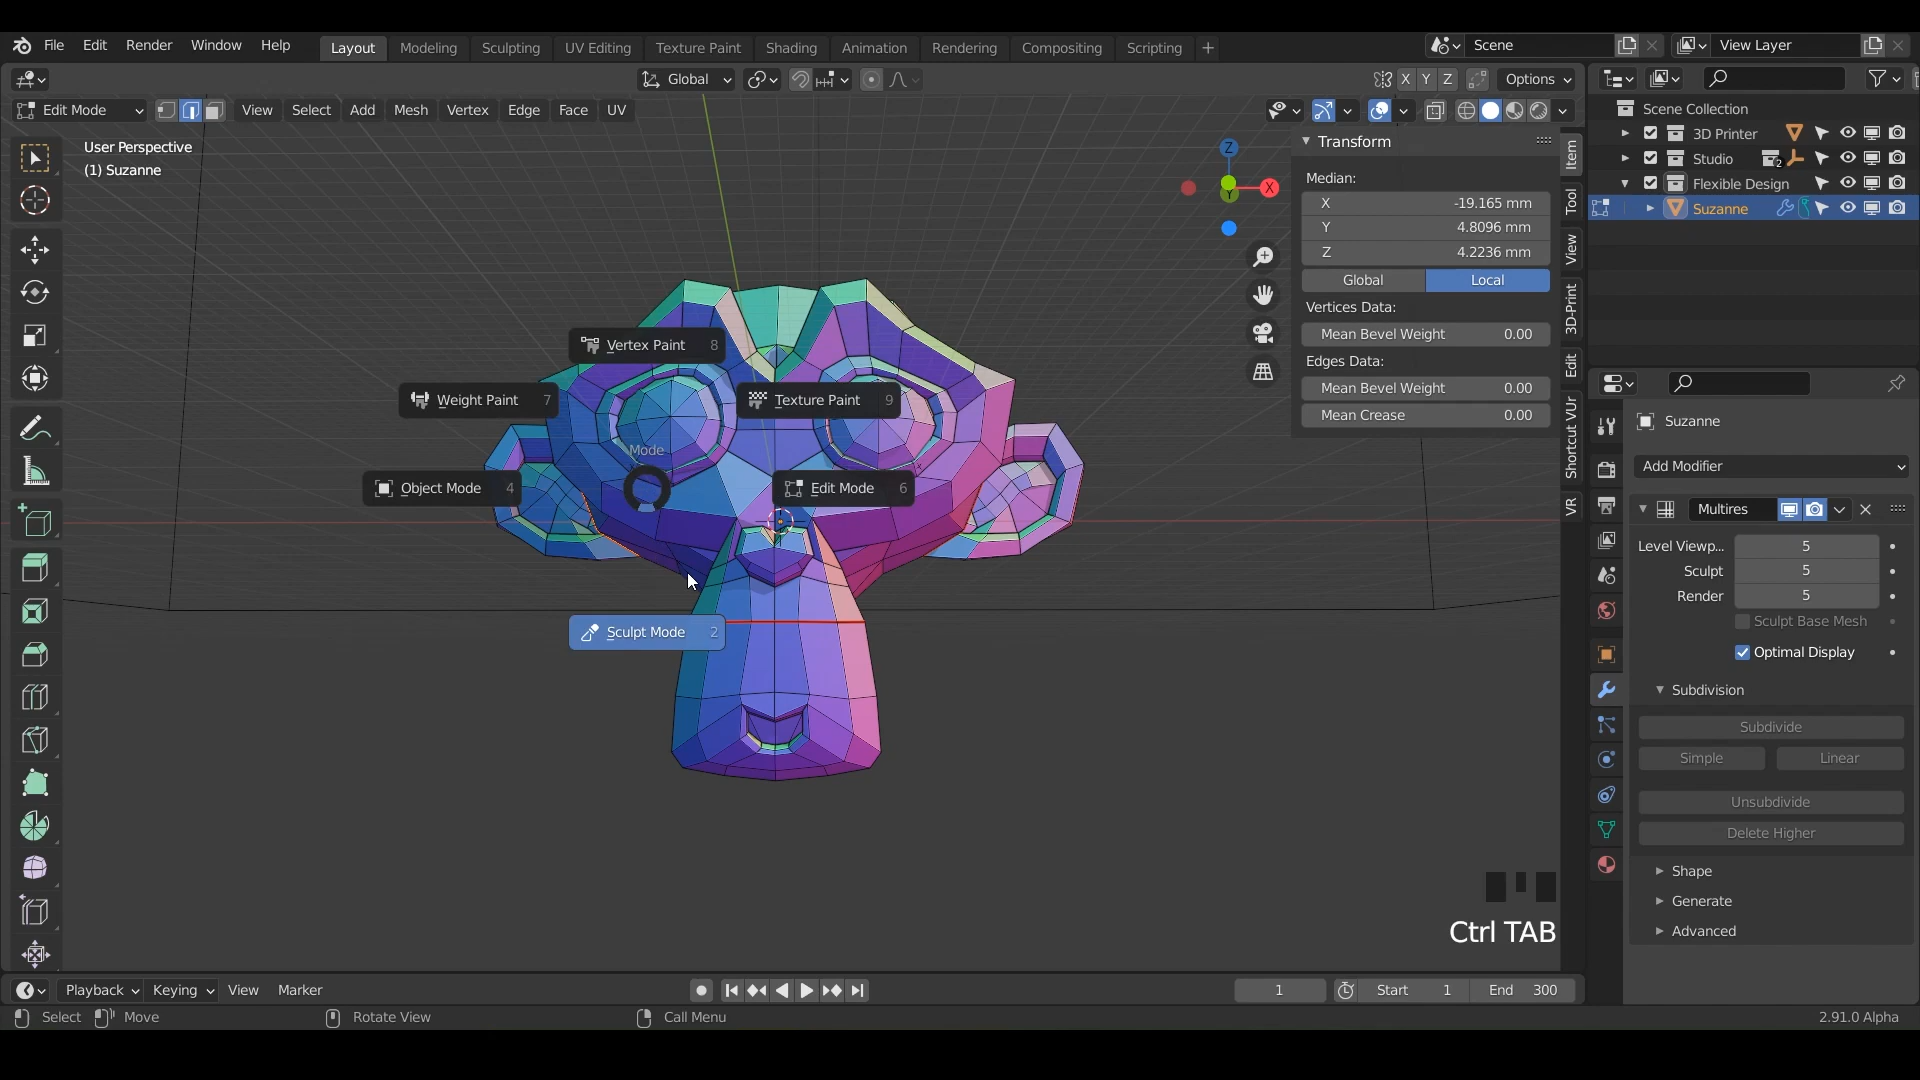 File Edit Render Window Help Layout Modeling Sculpting UV Editing Texture Paint Shading Animation Rendering Compositing Scripting + Scene View Layer
Global X Y Z Options
Edit Mode View Select Add Mesh Vertex Edge Face UV
User Perspective
(1) Suzanne
Z
X
Y
Transform
Median:
X -19.165 mm
Y 4.8096 mm
Z 4.2236 mm
Global Local
Vertices Data:
Mean Bevel Weight 0.00
Edges Data:
Mean Bevel Weight 0.00
Mean Crease 0.00
Item
Tool
View
3D-Print
Edit
Shortcut VUr
VR
Scene Collection
3D Printer
Studio 2
Flexible Design
Suzanne
Vertex Paint 8
Weight Paint 7
Texture Paint 9
Mode
Object Mode 4
Edit Mode 6
Sculpt Mode 2
Suzanne
Add Modifier
Multires
Level Viewp... 5
Sculpt 5
Render 5
Sculpt Base Mesh
Optimal Display
Subdivision
Subdivide
Simple Linear
Unsubdivide
Delete Higher
Shape
Generate
Advanced
Ctrl TAB
Playback Keying View Marker 1 Start 1 End 300
Select Move Rotate View Call Menu 2.91.0 Alpha